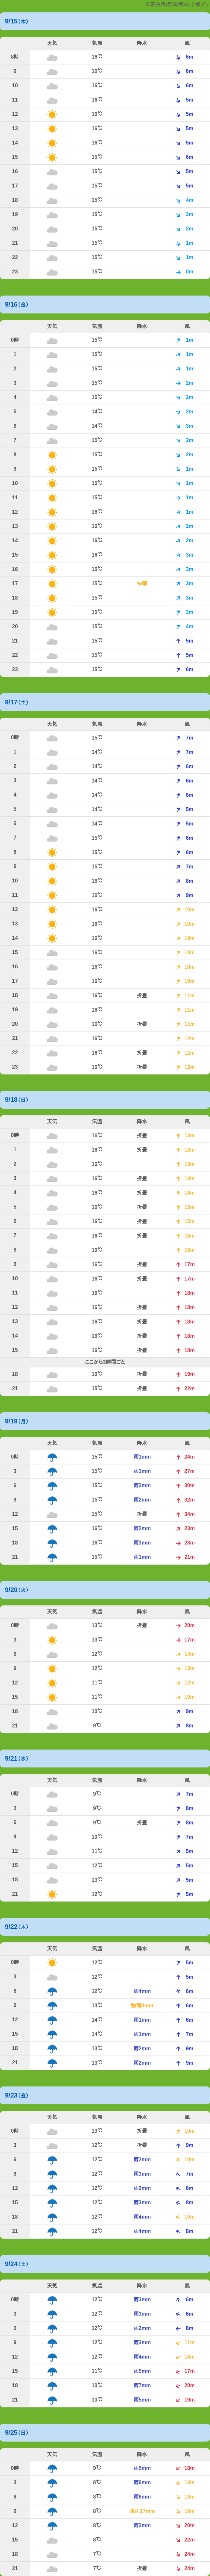 9/15(木)
天気 気温 降水 風
8時 16℃ 6m
9 16℃ 6m
10 16℃ 6m
11 16℃ 5m
12 16℃ 5m
13 16℃ 5m
14 16℃ 5m
15 15℃ 6m
16 15℃ 5m
17 15℃ 5m
18 15℃ 4m
19 15℃ 3m
20 15℃ 2m
21 15℃ 1m
22 15℃ 1m
23 15℃ 0m
9/16(金)
天気 気温 降水 風
0時 15℃ 1m
1 15℃ 1m
2 15℃ 1m
3 15℃ 2m
4 15℃ 2m
5 14℃ 2m
6 14℃ 3m
7 15℃ 2m
8 15℃ 2m
9 15℃ 1m
10 15℃ 1m
11 15℃ 1m
12 16℃ 1m
13 16℃ 2m
14 16℃ 2m
15 16℃ 3m
16 16℃ 3m
17 15℃ 3m
18 15℃ 3m
19 15℃ 3m
20 15℃ 4m
21 15℃ 5m
22 15℃ 5m
23 15℃ 6m
9/17(土)
天気 気温 降水 風
0時 15℃ 7m
1 14℃ 7m
2 14℃ 6m
3 14℃ 6m
4 14℃ 6m
5 14℃ 5m
6 14℃ 5m
7 15℃ 6m
8 15℃ 6m
9 15℃ 7m
10 16℃ 8m
11 16℃ 9m
12 16℃ 10m
13 16℃ 10m
14 16℃ 10m
15 16℃ 10m
16 16℃ 10m
17 16℃ 10m
18 16℃ 折畳 11m
19 16℃ 11m
20 16℃ 折畳 11m
21 16℃ 12m
22 16℃ 折畳 12m
23 16℃ 折畳 12m
9/18(日)
天気 気温 降水 風
0時 16℃ 折畳 13m
1 16℃ 折畳 13m
2 16℃ 13m
3 16℃ 折畳 14m
4 16℃ 折畳 14m
5 16℃ 折畳 15m
6 16℃ 折畳 15m
7 16℃ 折畳 16m
8 16℃ 16m
9 16℃ 折畳 17m
10 16℃ 折畳 17m
11 16℃ 18m
12 16℃ 折畳 18m
13 16℃ 折畳 18m
14 16℃ 折畳 18m
15 16℃ 折畳 18m
ここから3時間ごと
18 16℃ 折畳 19m
21 15℃ 折畳 22m
9/19(月)
天気 気温 降水 風
0時 15℃ 雨1mm 24m
3 15℃ 雨1mm 27m
6 15℃ 雨2mm 30m
9 15℃ 雨2mm 32m
12 15℃ 折畳 34m
15 16℃ 雨2mm 23m
18 16℃ 雨3mm 23m
21 15℃ 雨1mm 21m
9/20(火)
天気 気温 降水 風
0時 13℃ 折畳 20m
3 13℃ 17m
6 12℃ 14m
9 12℃ 13m
12 11℃ 12m
15 11℃ 10m
18 10℃ 9m
21 9℃ 8m
9/21(水)
天気 気温 降水 風
0時 9℃ 7m
3 9℃ 8m
6 9℃ 折畳 8m
9 10℃ 7m
12 11℃ 5m
15 12℃ 5m
18 13℃ 5m
21 12℃ 5m
9/22(木)
天気 気温 降水 風
0時 12℃ 5m
3 12℃ 5m
6 12℃ 雨4mm 6m
9 13℃ 6m
12 14℃ 雨1mm 6m
15 14℃ 雨1mm 7m
18 13℃ 雨2mm 9m
21 13℃ 雨2mm 9m
9/23(金)
天気 気温 降水 風
0時 13℃ 折畳 10m
3 12℃ 折畳 9m
6 12℃ 雨2mm 10m
9 12℃ 雨3mm 7m
12 12℃ 雨2mm 6m
15 12℃ 雨3mm 8m
18 12℃ 雨4mm 10m
21 12℃ 雨4mm 8m
9/24(土)
天気 気温 降水 風
0時 12℃ 雨3mm 6m
3 12℃ 雨3mm 6m
6 12℃ 雨2mm 8m
9 12℃ 雨3mm 11m
12 12℃ 雨4mm 14m
15 11℃ 雨5mm 17m
18 10℃ 雨7mm 20m
21 10℃ 雨5mm 19m
9/25(日)
天気 気温 降水 風
0時 9℃ 雨5mm 18m
3 8℃ 雨6mm 14m
6 8℃ 雨6mm 13m
9 8℃ 16m
12 8℃ 雨2mm 20m
15 8℃ 22m
18 7℃ 24m
21 7℃ 折畳 24m